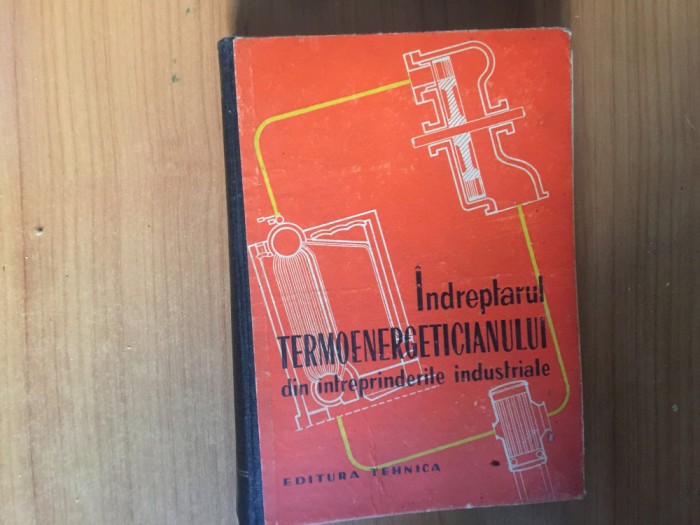 Îndreptarul
TERMOENERGETICIANULUI
din întreprinderile industriale
EDITURA TEHNICA